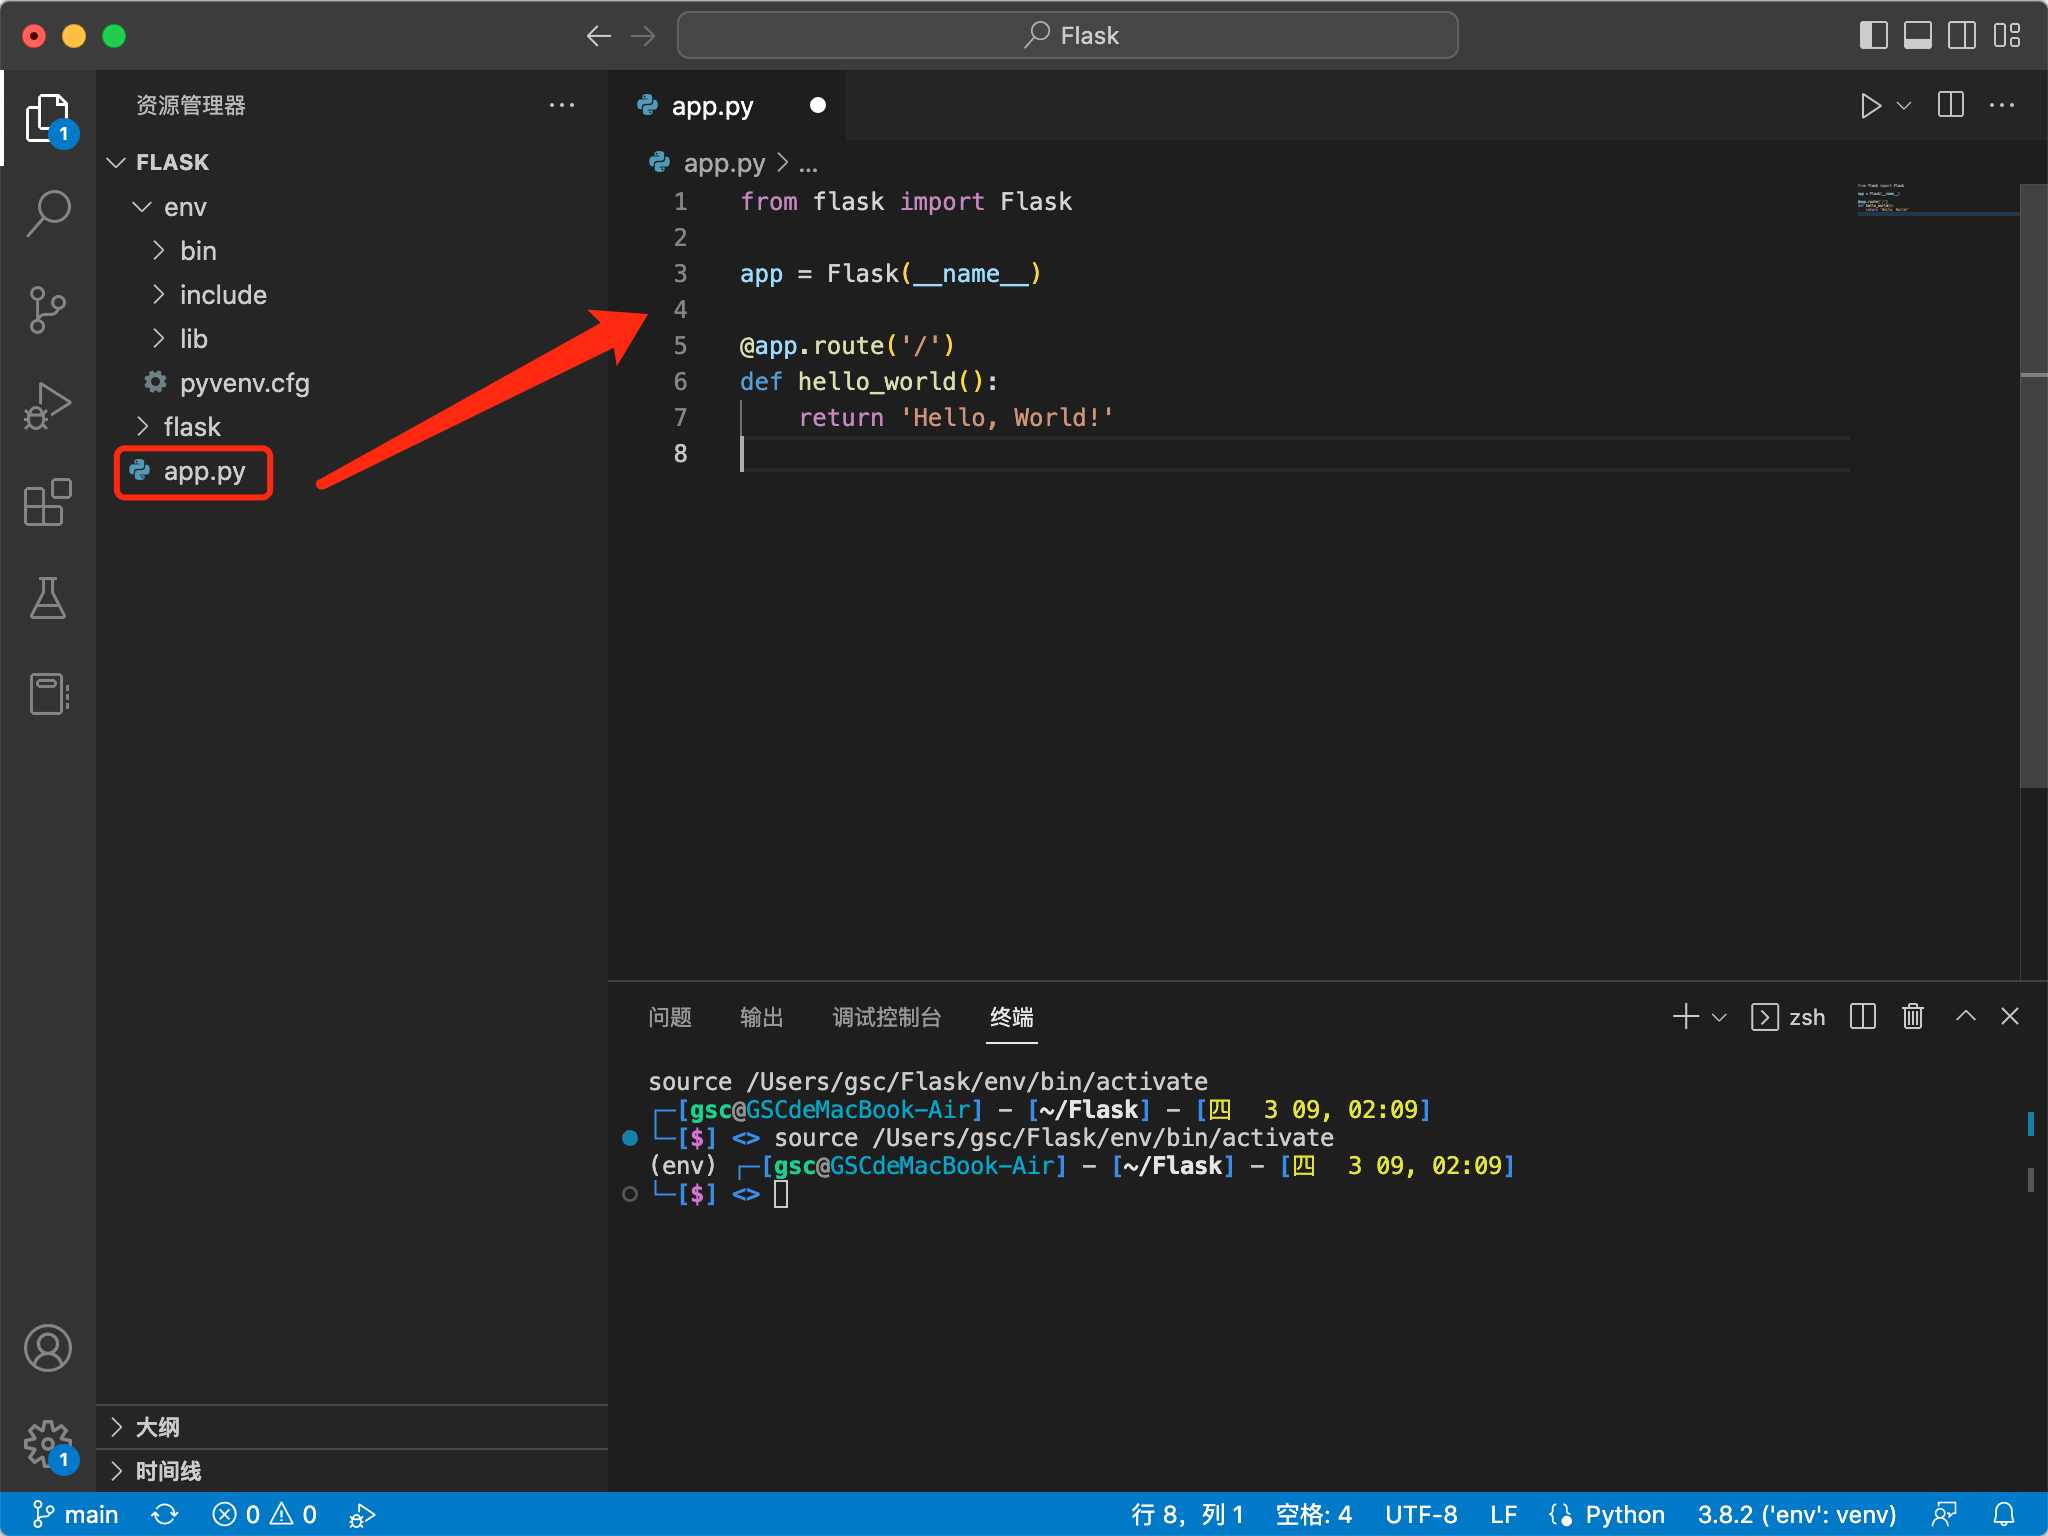 Flask
资源管理器
1
FLASK
env
bin
include
lib
pyvenv.cfg
flask
app.py
大纲
时间线
1
app.py
app.py > ...
1 from flask import Flask
2
3 app = Flask(__name__)
4
5 @app.route('/')
6 def hello_world():
7 return 'Hello, World!'
8
问题 输出 调试控制台 终端 zsh
source /Users/gsc/Flask/env/bin/activate
┌─[gsc@GSCdeMacBook-Air] - [~/Flask] - [四 3 09, 02:09]
└─[$] <> source /Users/gsc/Flask/env/bin/activate
(env) ┌─[gsc@GSCdeMacBook-Air] - [~/Flask] - [四 3 09, 02:09]
└─[$] <>
main 0 0 行 8，列 1 空格: 4 UTF-8 LF Python 3.8.2 ('env': venv)